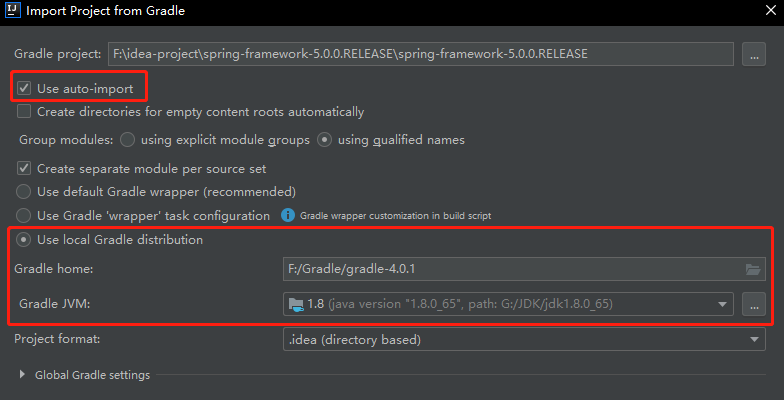 IJ Import Project from Gradle
Gradle project: F:\idea-project\spring-framework-5.0.0.RELEASE\spring-framework-5.0.0.RELEASE ...
Use auto-import
Create directories for empty content roots automatically
Group modules: using explicit module groups using qualified names
Create separate module per source set
Use default Gradle wrapper (recommended)
Use Gradle 'wrapper' task configuration i Gradle wrapper customization in build script
Use local Gradle distribution
Gradle home: F:/Gradle/gradle-4.0.1
Gradle JVM: 1.8 (java version "1.8.0_65", path: G:/JDK/jdk1.8.0_65) ...
Project format: .idea (directory based)
Global Gradle settings